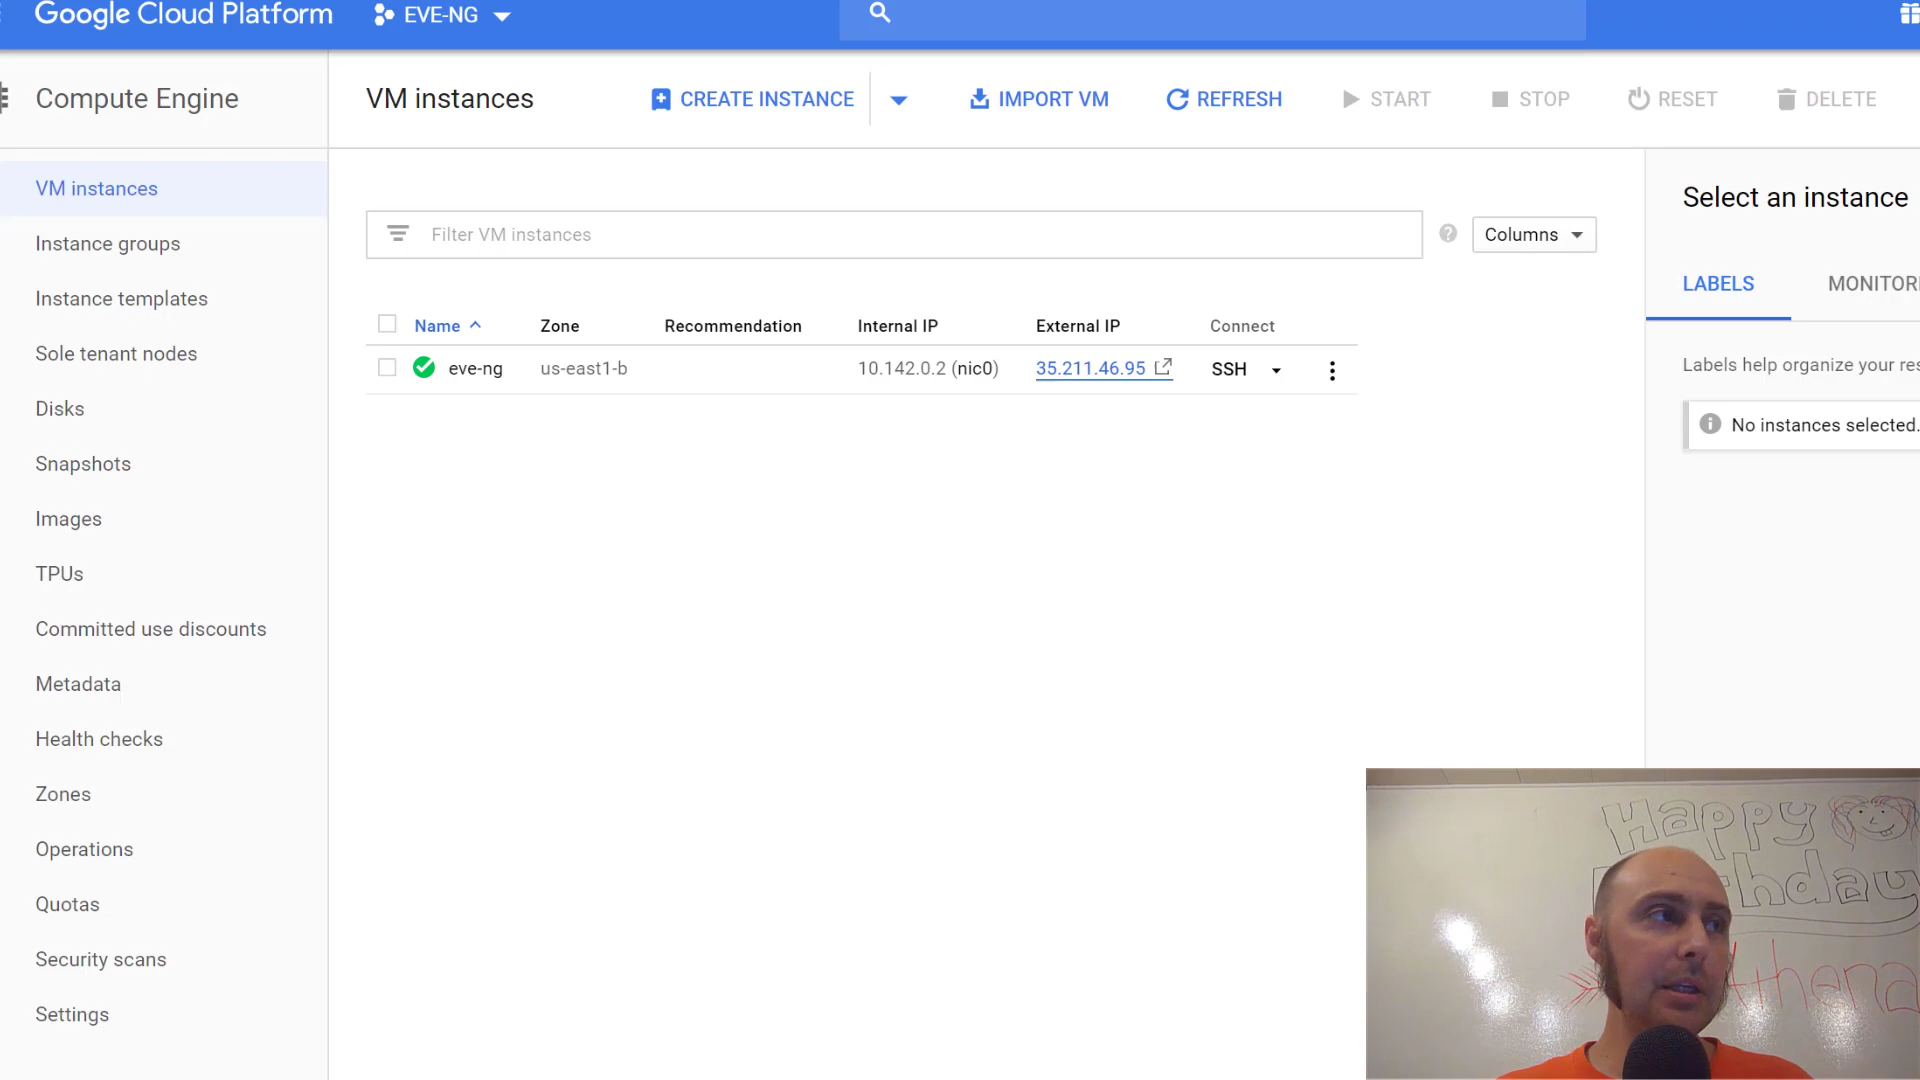 Google Cloud Platform
EVE-NG
Compute Engine
VM instances
CREATE INSTANCE
IMPORT VM
REFRESH
START
STOP
RESET
DELETE
VM instances
Instance groups
Instance templates
Sole tenant nodes
Disks
Snapshots
Images
TPUs
Committed use discounts
Metadata
Health checks
Zones
Operations
Quotas
Security scans
Settings
Filter VM instances
Columns
Name Zone Recommendation Internal IP External IP Connect
eve-ng us-east1-b 10.142.0.2 (nic0) 35.211.46.95 SSH
Select an instance
LABELS MONITORI
Labels help organize your res
No instances selected.
Happy
hday
Athena